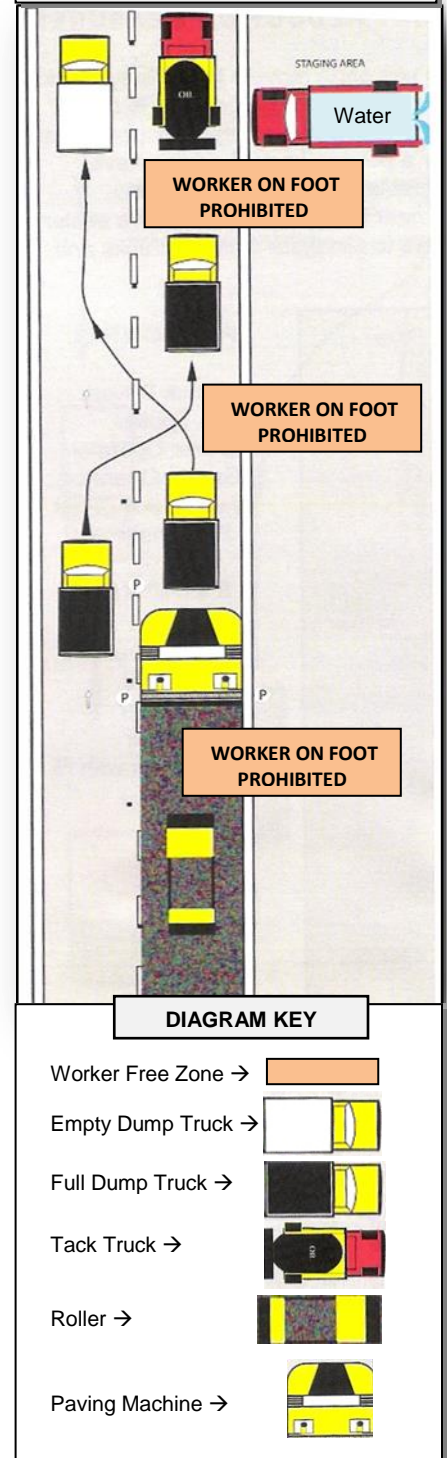 STAGING AREA
OIL
Water
WORKER ON FOOT
PROHIBITED
WORKER ON FOOT
PROHIBITED
P
P
P
WORKER ON FOOT
PROHIBITED
DIAGRAM KEY
Worker Free Zone →
Empty Dump Truck →
Full Dump Truck →
Tack Truck →
OIL
Roller →
Paving Machine →